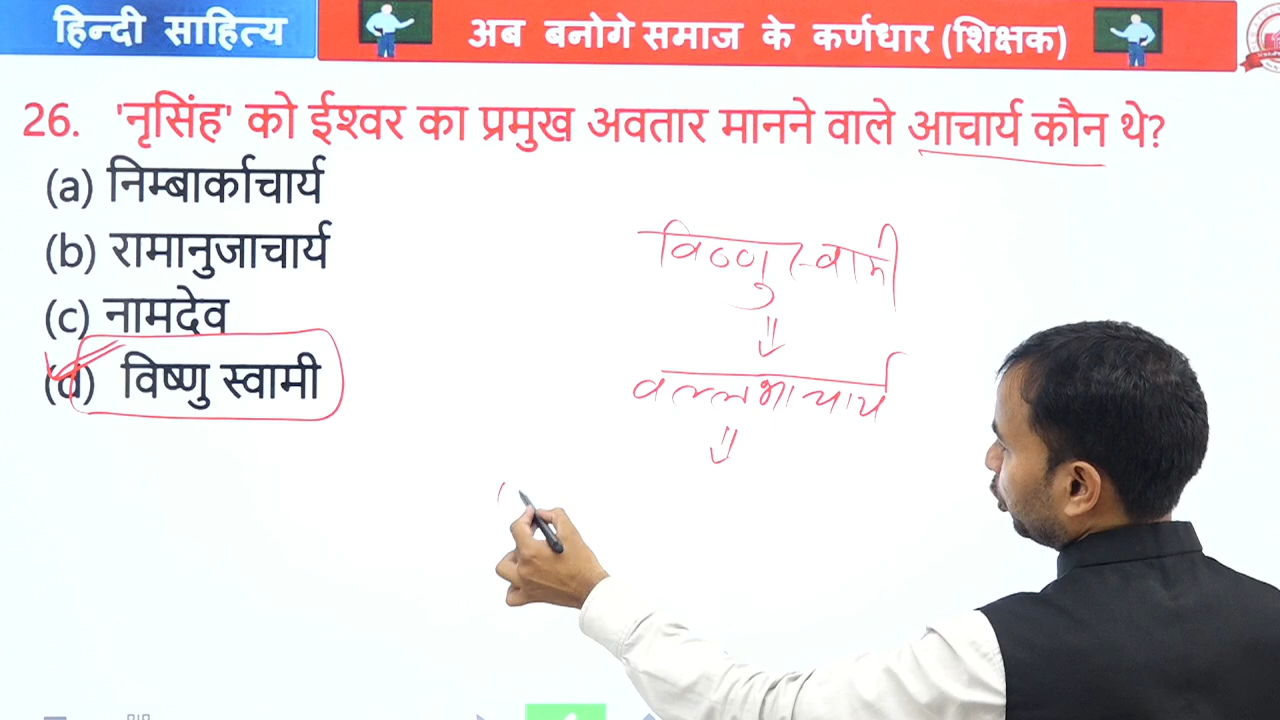 हिन्दी साहित्य
अब बनोगे समाज के कर्णधार (शिक्षक)
26. 'नृसिंह' को ईश्वर का प्रमुख अवतार मानने वाले आचार्य कौन थे?
(a) निम्बार्काचार्य
(b) रामानुजाचार्य
(c) नामदेव
(d) विष्णु स्वामी
विष्णु स्वामी
वल्लभाचार्य